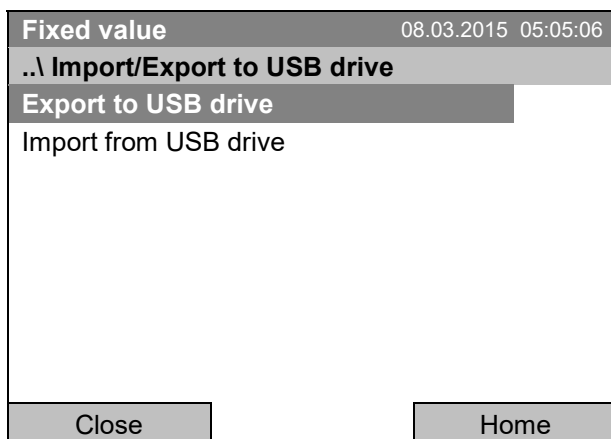 Fixed value 08.03.2015 05:05:06
..\ Import/Export to USB drive
Export to USB drive
Import from USB drive
Close Home